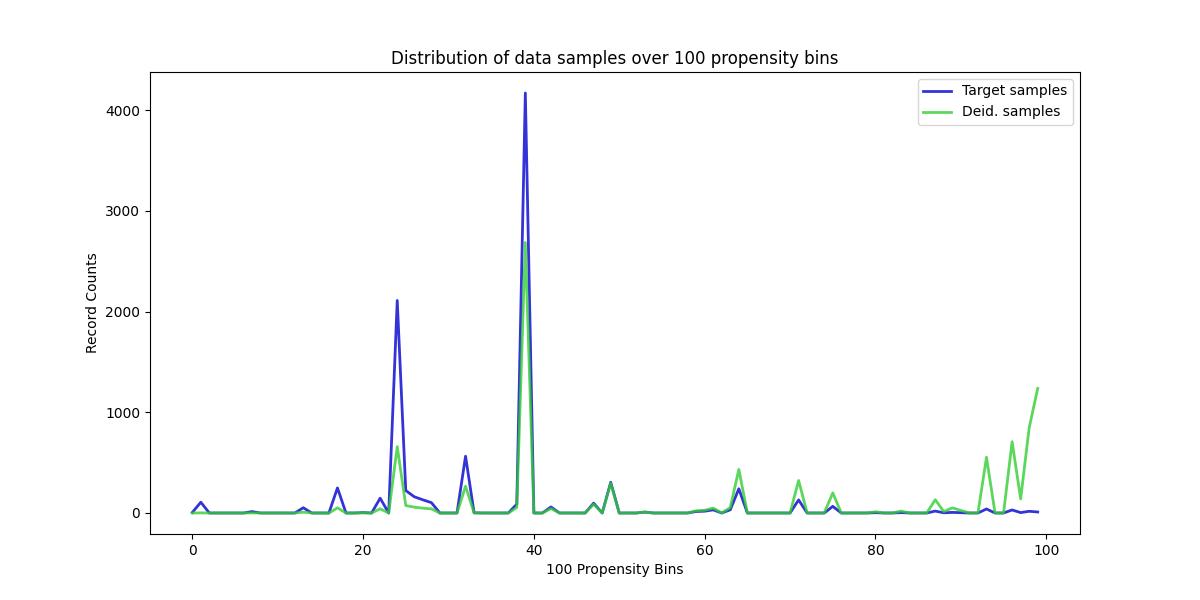 Distribution of data samples over 100 propensity bins
Target samples
Deid. samples
4000
3000
2000
1000
0
Record Counts
0 20 40 60 80 100
100 Propensity Bins